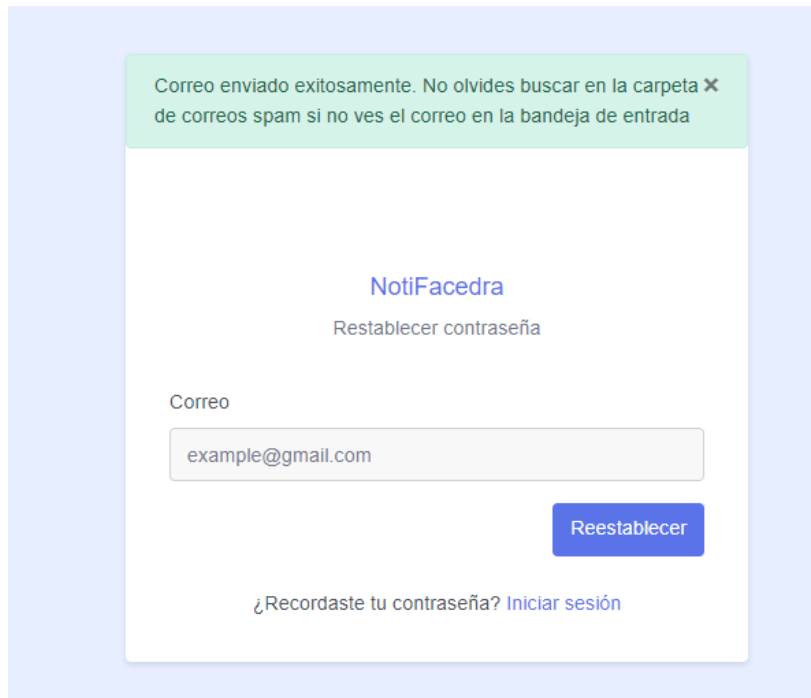 Correo enviado exitosamente. No olvides buscar en la carpeta ×
de correos spam si no ves el correo en la bandeja de entrada
NotiFacedra
Restablecer contraseña
Correo
example@gmail.com
Reestablecer
¿Recordaste tu contraseña? Iniciar sesión